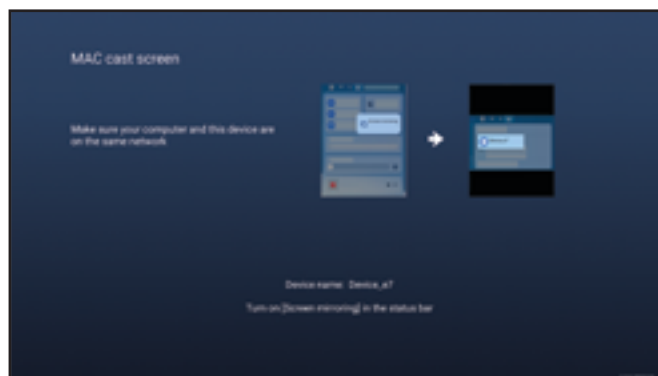 MAC cast screen
Make sure your computer and this device are
on the same network
Device name: Device_e7
Turn on [Screen mirroring] in the status bar